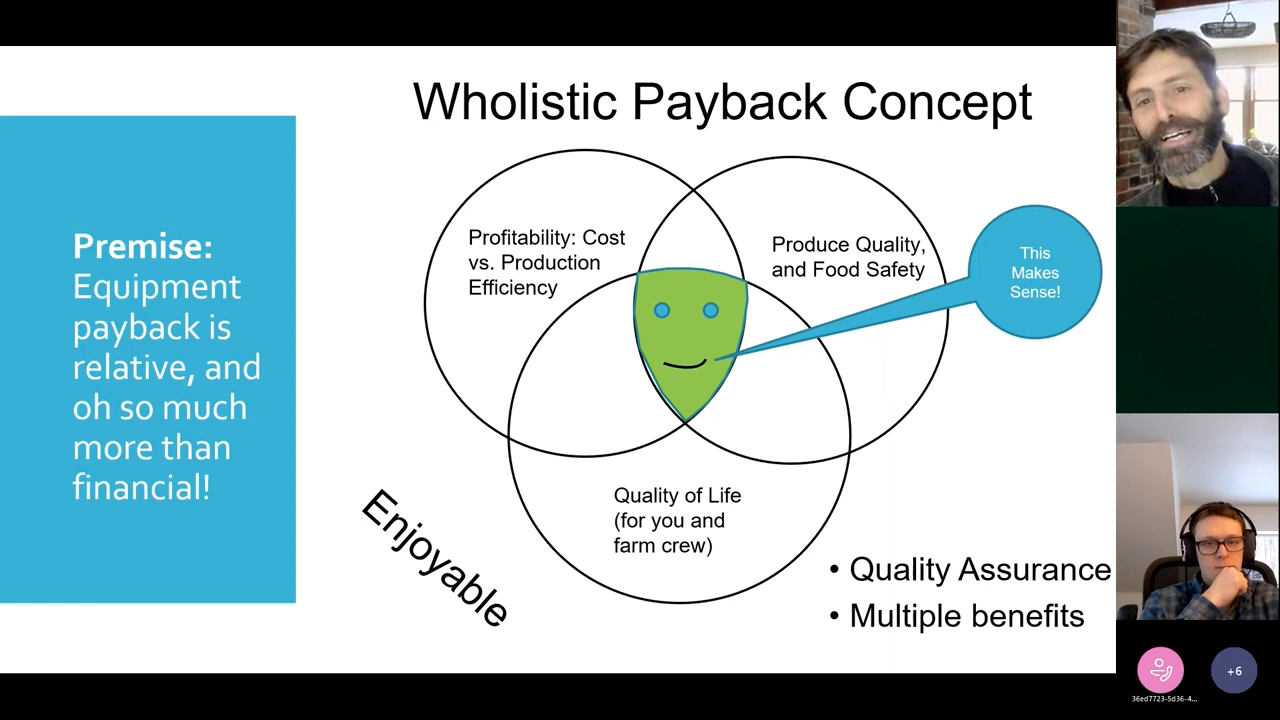 Wholistic Payback Concept
Premise:
Equipment
payback is
relative, and
oh so much
more than
financial!
Profitability: Cost
vs. Production
Efficiency
Produce Quality,
and Food Safety
This
Makes
Sense!
Quality of Life
(for you and
farm crew)
Enjoyable
• Quality Assurance
• Multiple benefits
+6
36ed7723-5d36-4...